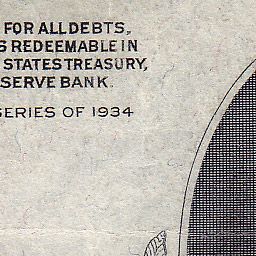 FOR ALL DEBTS,
S REDEEMABLE IN
STATES TREASURY,
SERVE BANK.
SERIES OF 1934